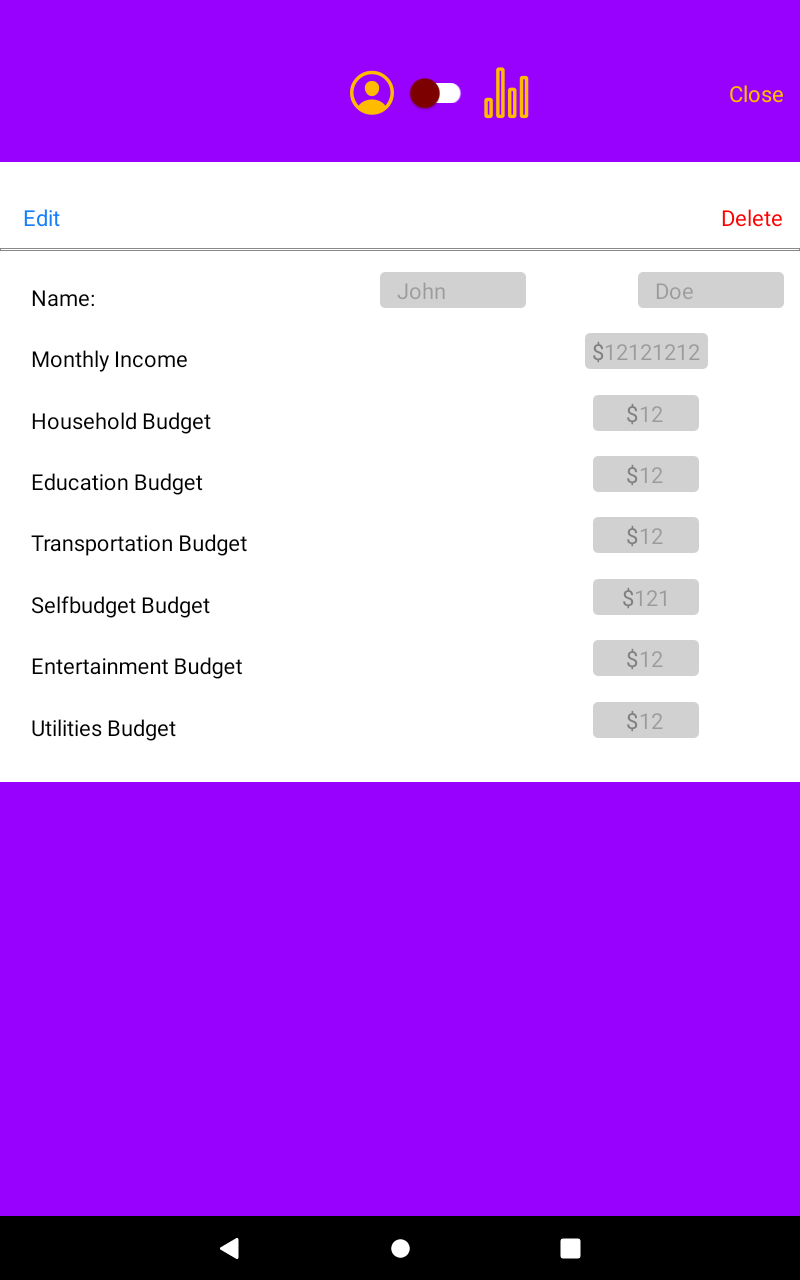 Close
Edit Delete
Name: John Doe
Monthly Income $12121212
Household Budget $12
Education Budget $12
Transportation Budget $12
Selfbudget Budget $121
Entertainment Budget $12
Utilities Budget $12